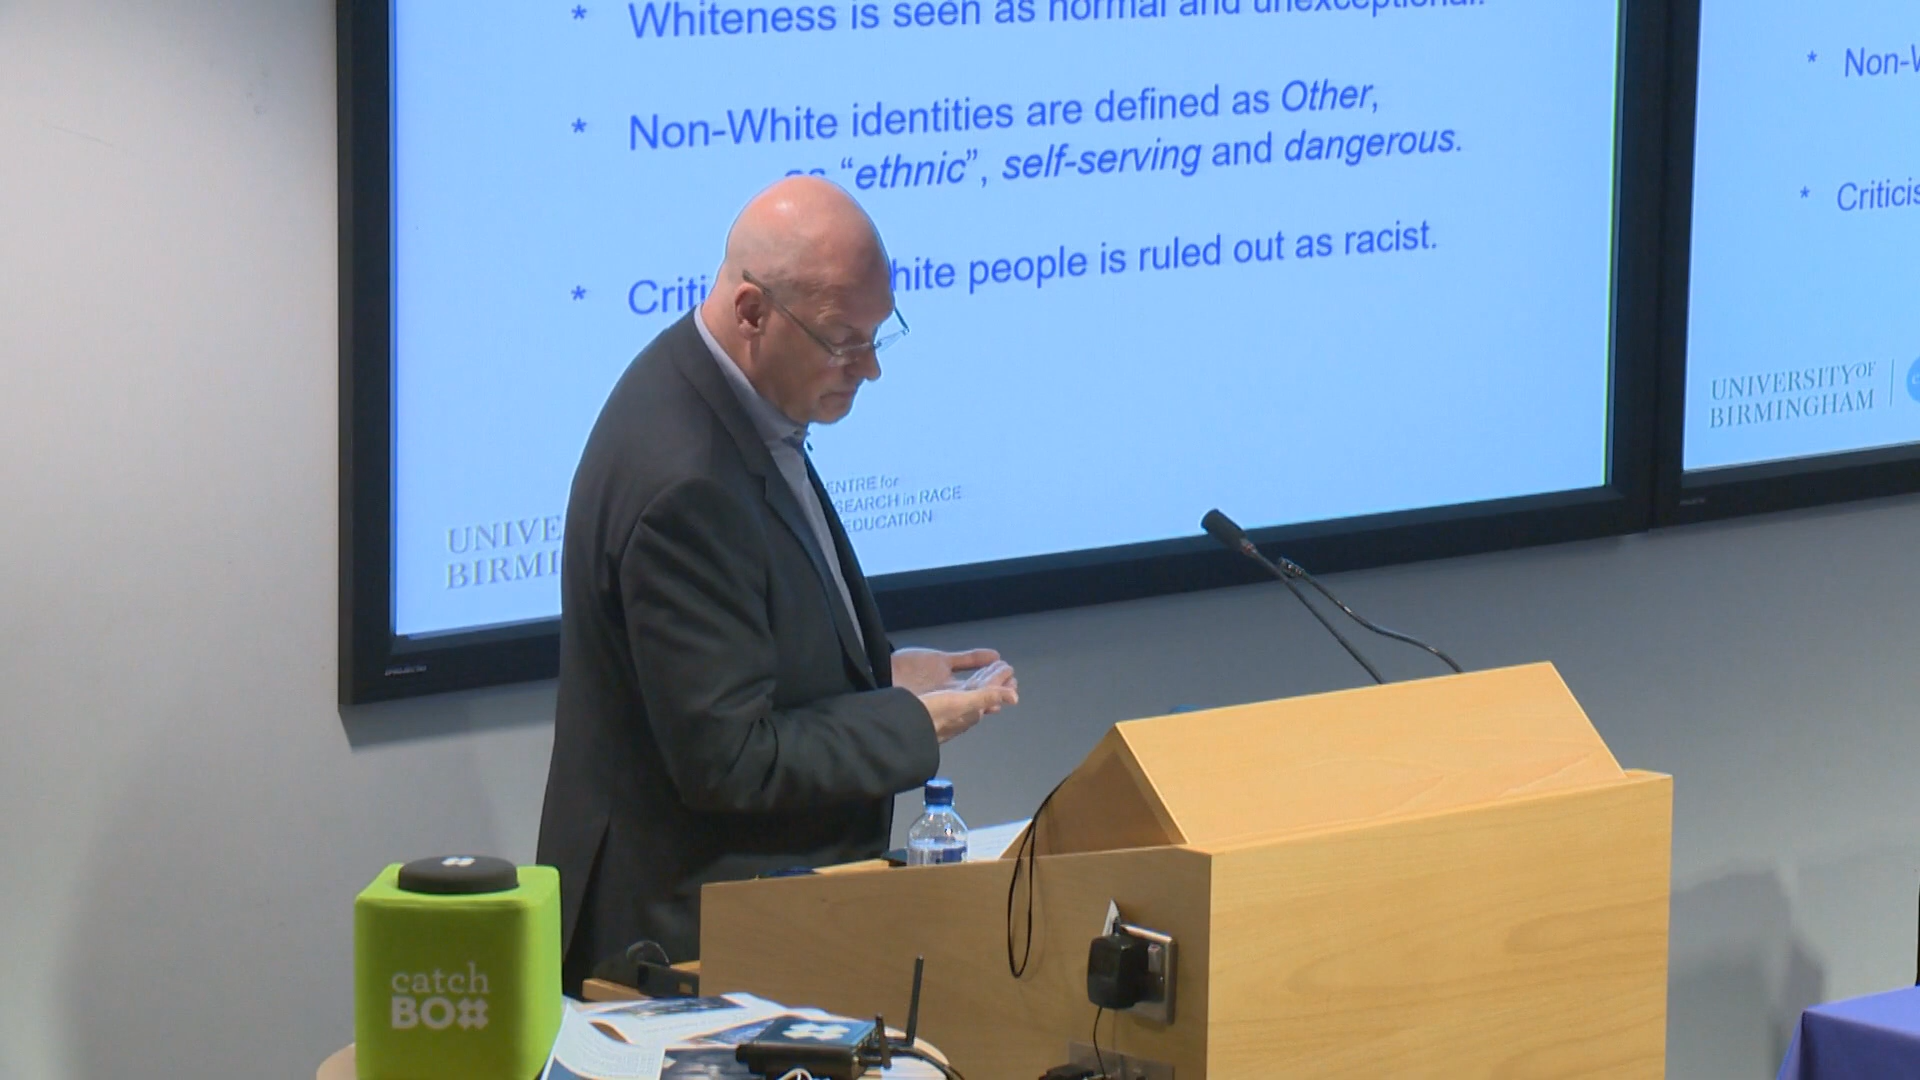 * Whiteness is seen as normal and unexceptional.
* Non-White identities are defined as Other,
as "ethnic", self-serving and dangerous.
* Criti hite people is ruled out as racist.
UNIVE
BIRMI
ENTRE for
SEARCH in RACE
EDUCATION
* Non-W
* Criticis
UNIVERSITY OF
BIRMINGHAM
catch
BOX